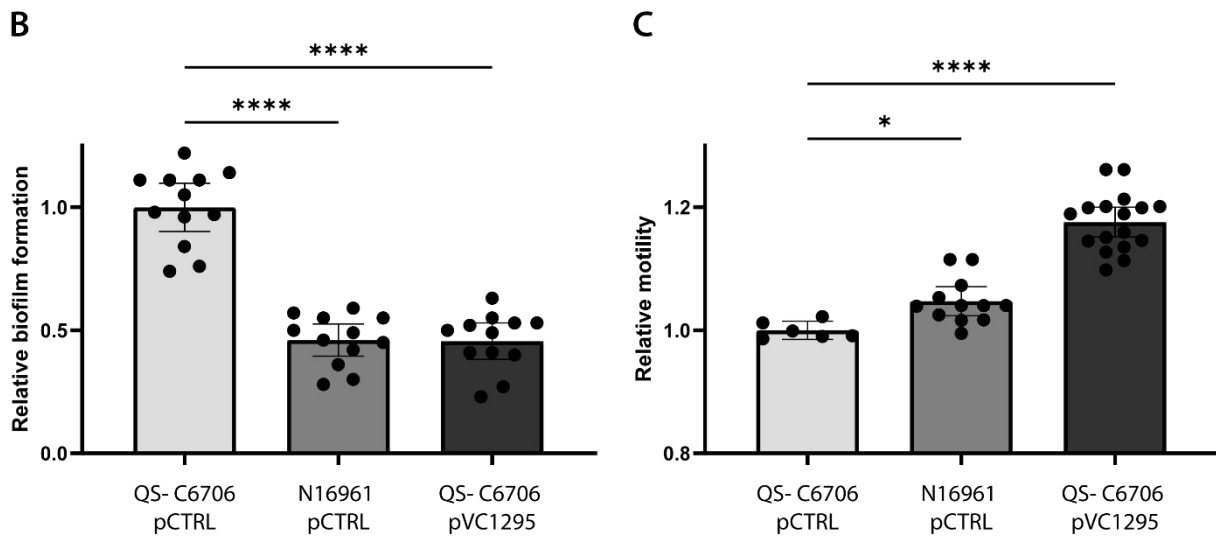 B
****
****
Relative biofilm formation
1.0
0.5
0.0
QS- C6706
pCTRL
N16961
pCTRL
QS- C6706
pVC1295
C
****
*
Relative motility
1.2
1.0
0.8
QS- C6706
pCTRL
N16961
pCTRL
QS- C6706
pVC1295